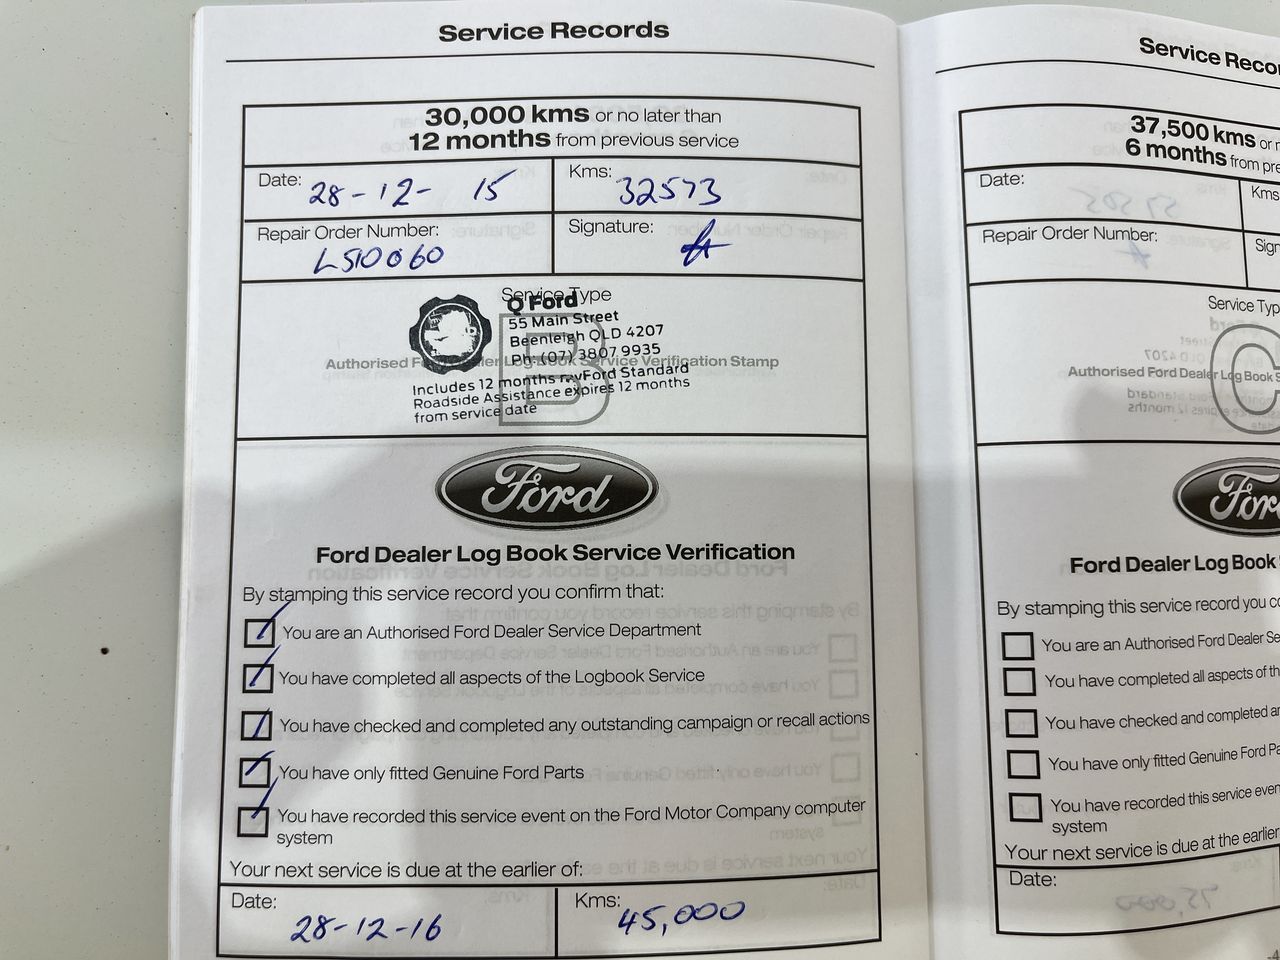 Service Records
30,000 kms or no later than
12 months from previous service
Date: 28-12- 15
Kms: 32573
Repair Order Number: LS10060
Signature:
Service Type
Q Ford
55 Main Street
Beenleigh QLD 4207
Ph: (07) 3807 9935
B
Authorised Ford Dealer Log Book Service Verification Stamp
Includes 12 months Ford Standard
Roadside Assistance expires 12 months
from service date
Ford
Ford Dealer Log Book Service Verification
By stamping this service record you confirm that:
You are an Authorised Ford Dealer Service Department
You have completed all aspects of the Logbook Service
You have checked and completed any outstanding campaign or recall actions
You have only fitted Genuine Ford Parts
You have recorded this service event on the Ford Motor Company computer
system
Your next service is due at the earlier of:
Date: 28-12-16
Kms: 45,000
Service Recor
37,500 kms or
6 months from pre
Date:
Kms
Repair Order Number:
Sign
Service Typ
C
Authorised Ford Dealer Log Book S
Ford
Ford Dealer Log Book
By stamping this service record you co
You are an Authorised Ford Dealer Se
You have completed all aspects of th
You have checked and completed an
You have only fitted Genuine Ford Pa
You have recorded this service even
system
Your next service is due at the earlier
Date: